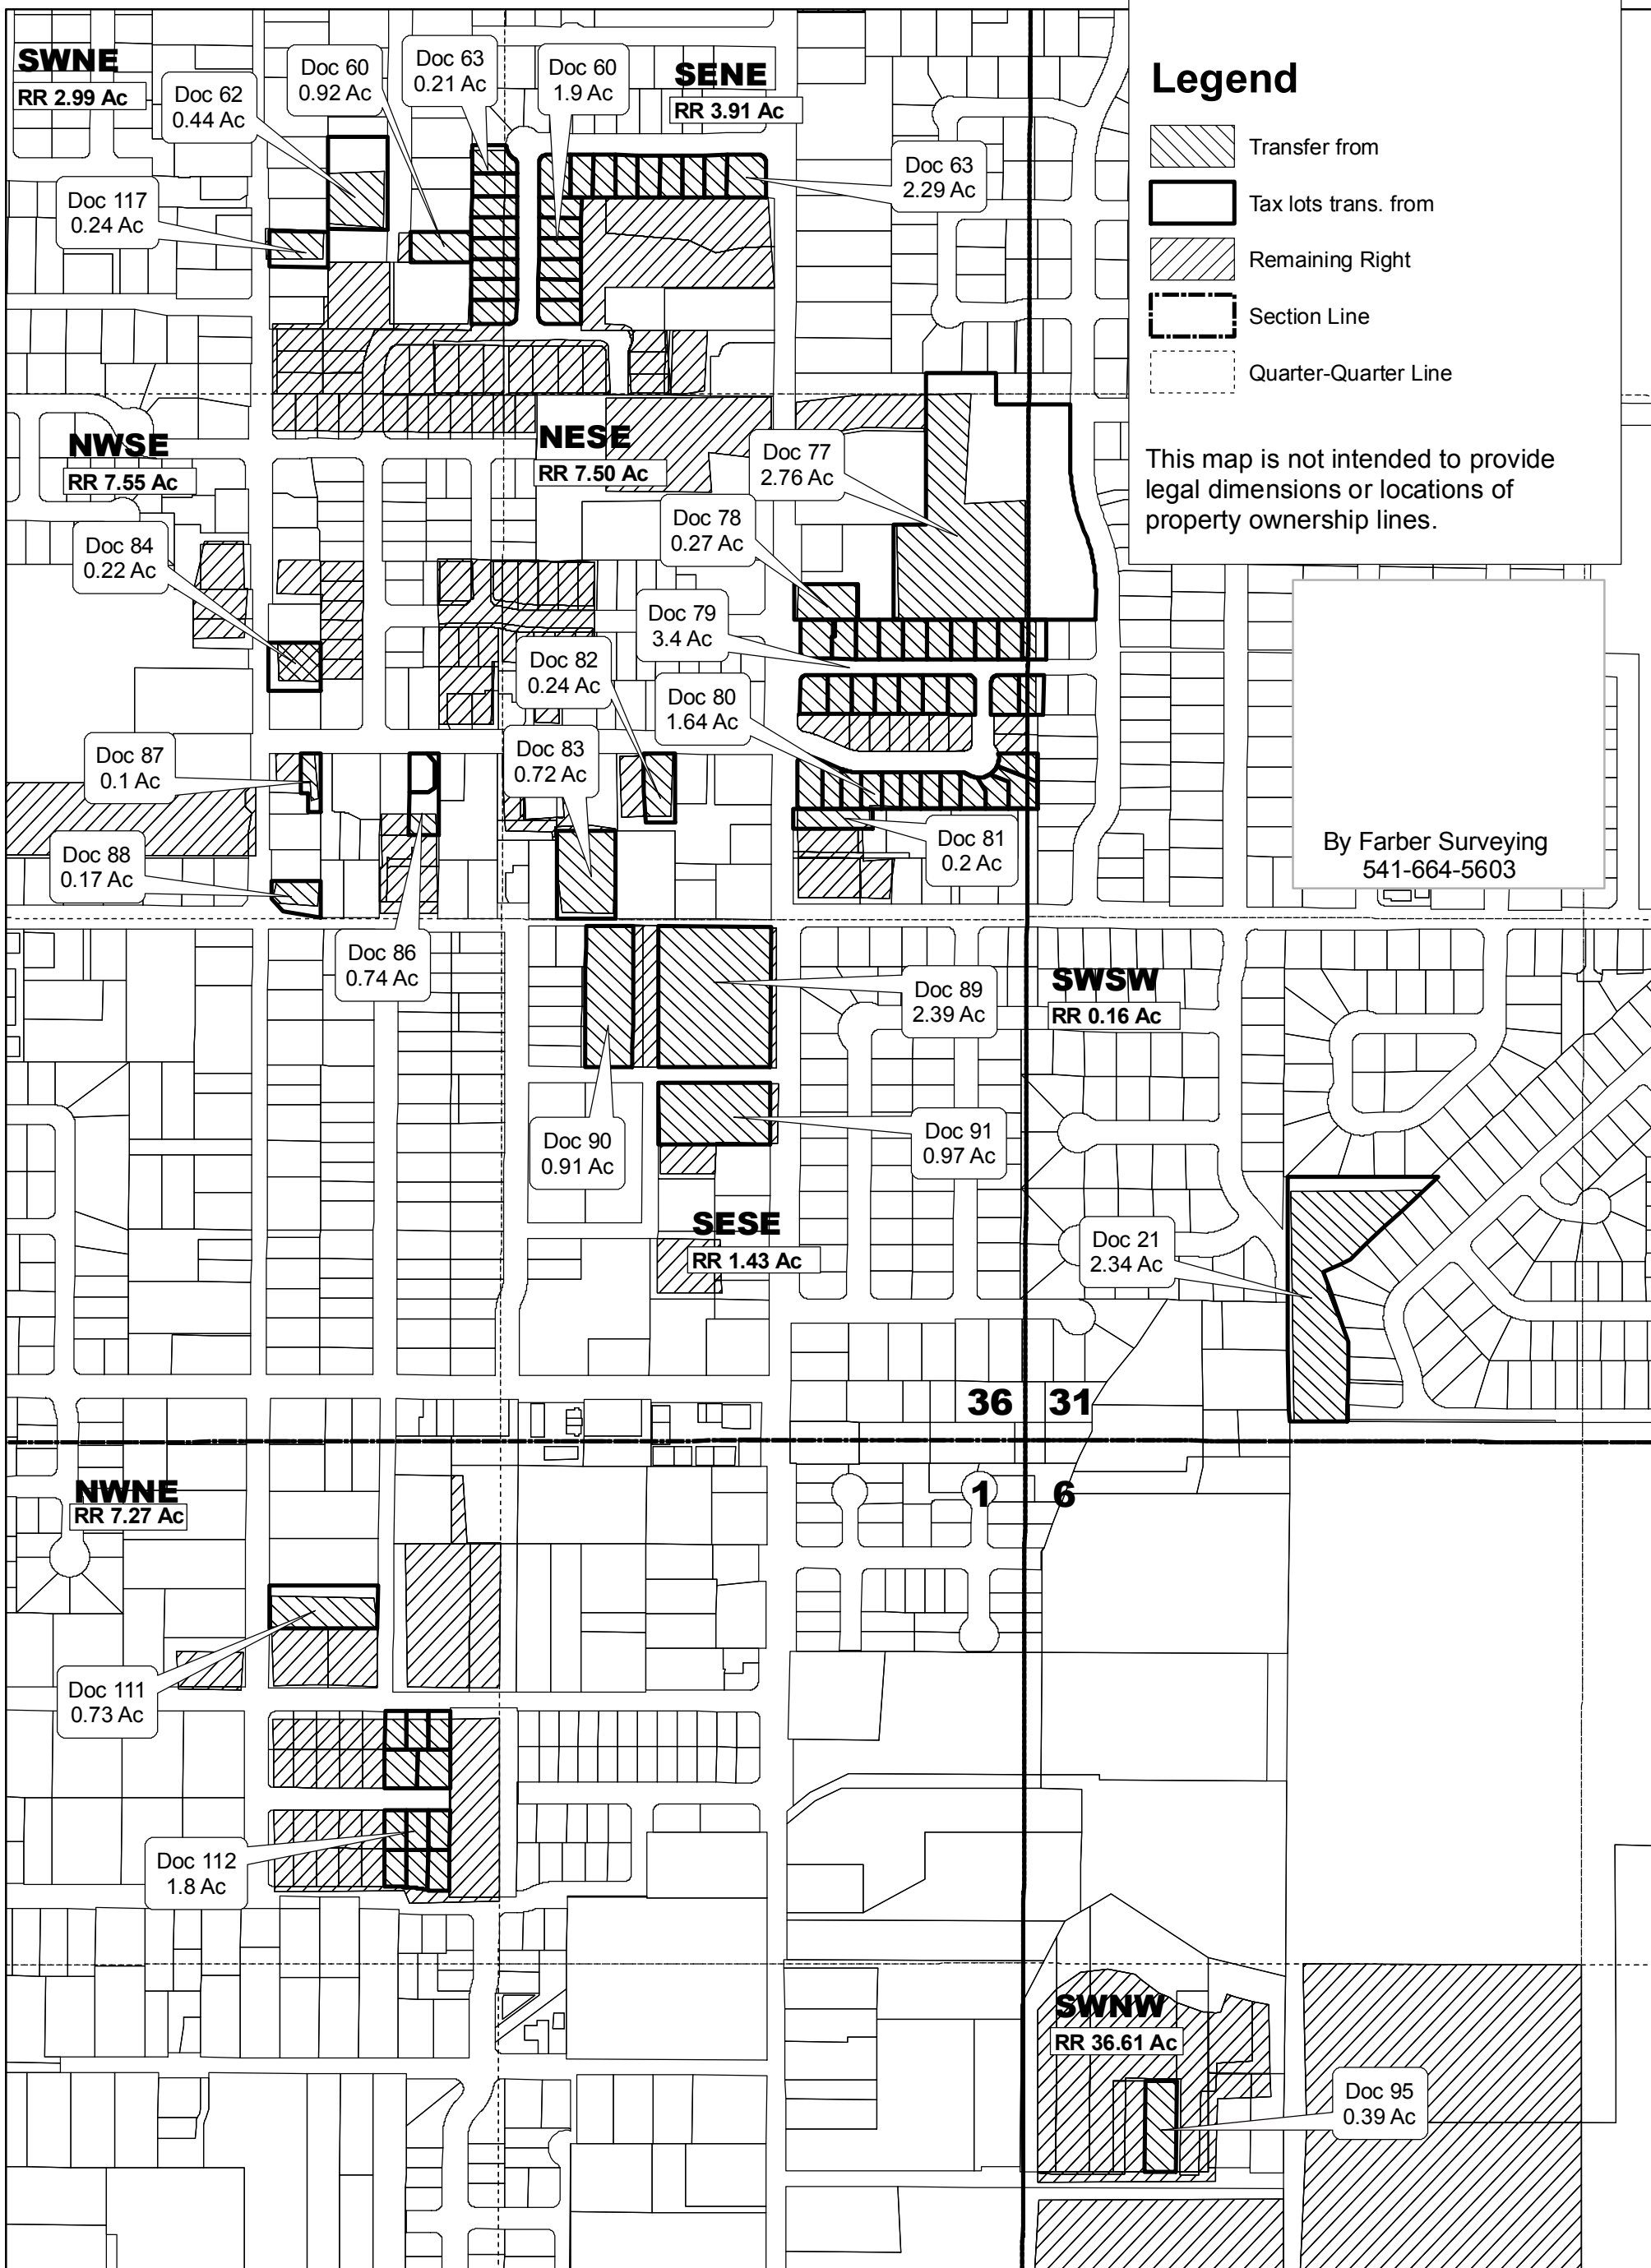 SWNE
RR 2.99 Ac
Doc 62
0.44 Ac
Doc 60
0.92 Ac
Doc 63
0.21 Ac
Doc 60
1.9 Ac
SENE
RR 3.91 Ac
Doc 63
2.29 Ac
Doc 117
0.24 Ac
Legend
Transfer from
Tax lots trans. from
Remaining Right
Section Line
Quarter-Quarter Line
This map is not intended to provide
legal dimensions or locations of
property ownership lines.
NWSE
RR 7.55 Ac
NESE
RR 7.50 Ac
Doc 77
2.76 Ac
Doc 78
0.27 Ac
Doc 84
0.22 Ac
Doc 79
3.4 Ac
Doc 82
0.24 Ac
Doc 80
1.64 Ac
Doc 83
0.72 Ac
Doc 87
0.1 Ac
Doc 81
0.2 Ac
Doc 88
0.17 Ac
By Farber Surveying
541-664-5603
Doc 86
0.74 Ac
Doc 89
2.39 Ac
SWSW
RR 0.16 Ac
Doc 90
0.91 Ac
Doc 91
0.97 Ac
SESE
RR 1.43 Ac
Doc 21
2.34 Ac
36
31
1
6
NWNE
RR 7.27 Ac
Doc 111
0.73 Ac
Doc 112
1.8 Ac
SWNW
RR 36.61 Ac
Doc 95
0.39 Ac